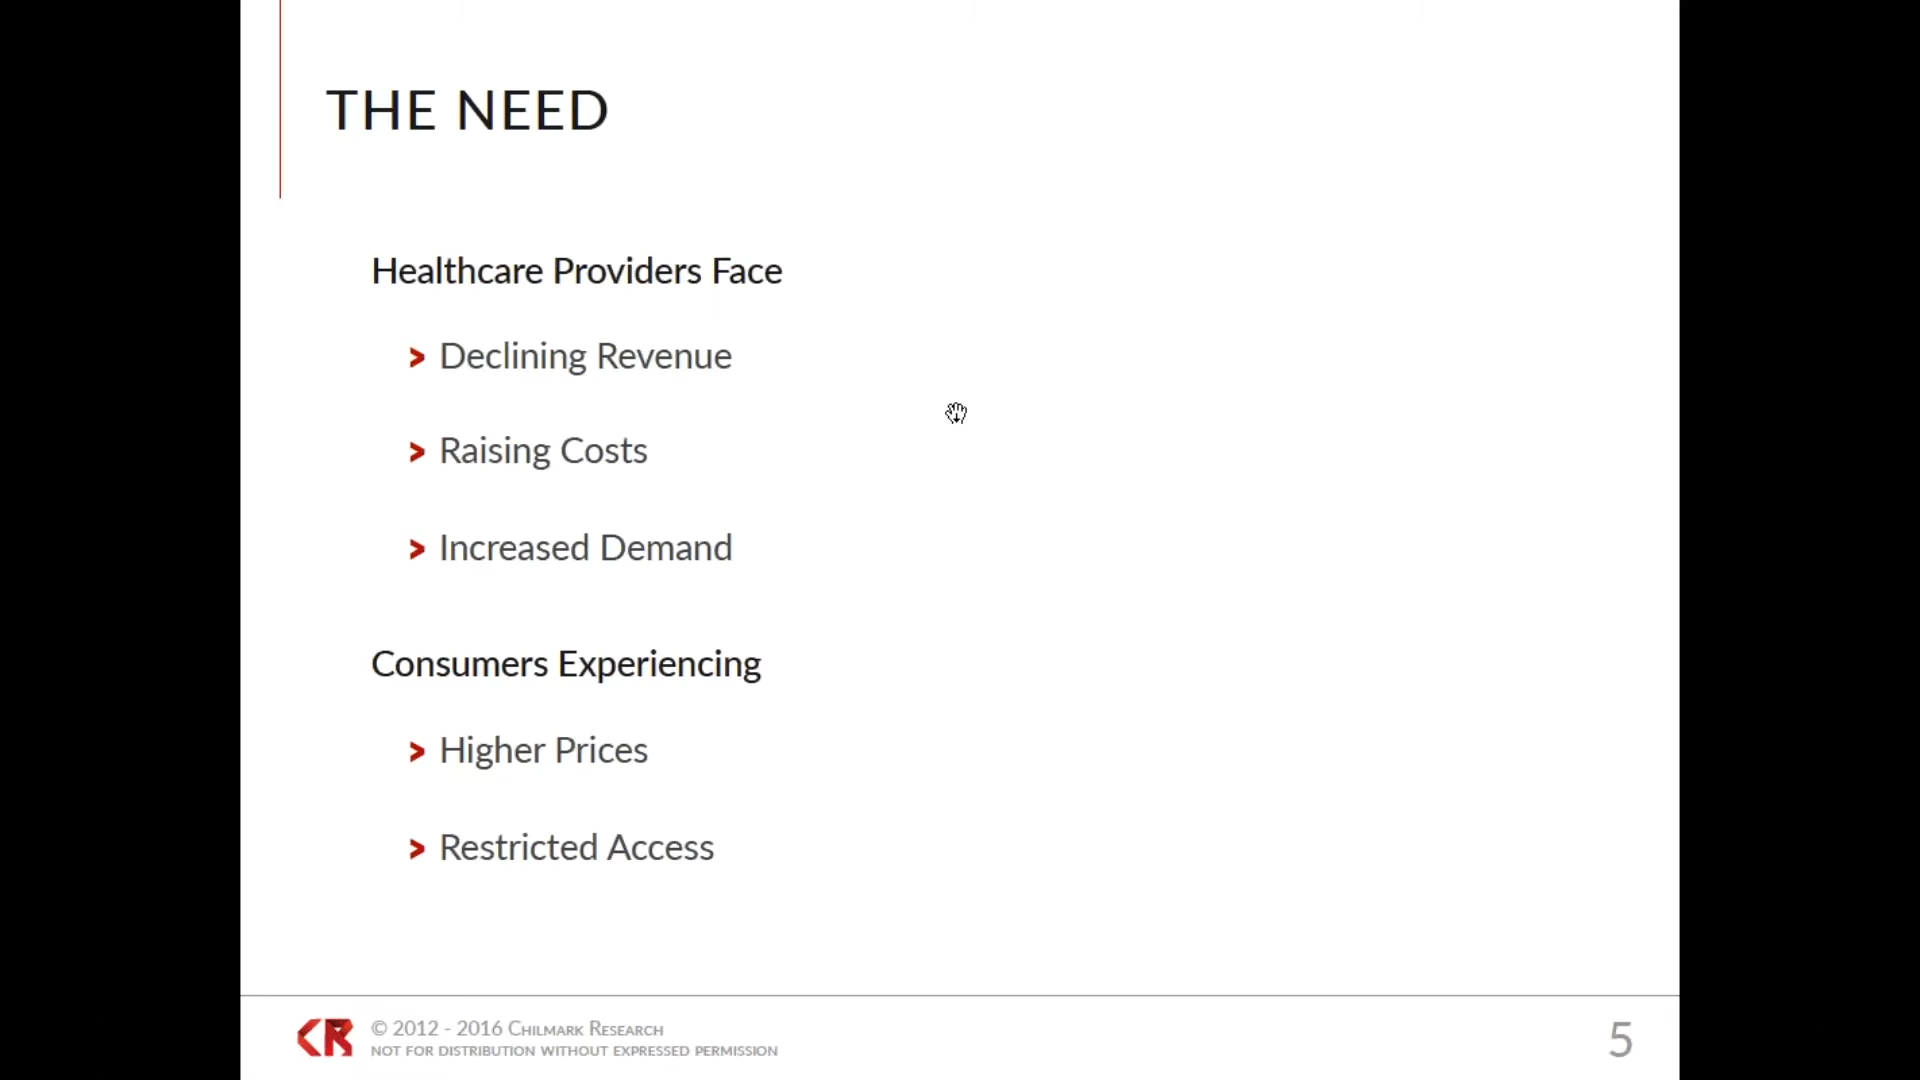 THE NEED
Healthcare Providers Face
> Declining Revenue
> Raising Costs
> Increased Demand
Consumers Experiencing
> Higher Prices
> Restricted Access
CR
© 2012 - 2016 CHILMARK RESEARCH
NOT FOR DISTRIBUTION WITHOUT EXPRESSED PERMISSION
5